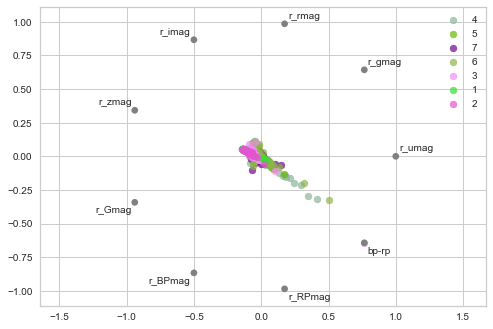 1.00
0.75
0.50
0.25
0.00
−0.25
−0.50
−0.75
−1.00
−1.5
−1.0
−0.5
0.0
0.5
1.0
1.5
r_rmag
r_imag
r_gmag
r_zmag
r_umag
r_Gmag
bp-rp
r_BPmag
r_RPmag
4
5
7
6
3
1
2